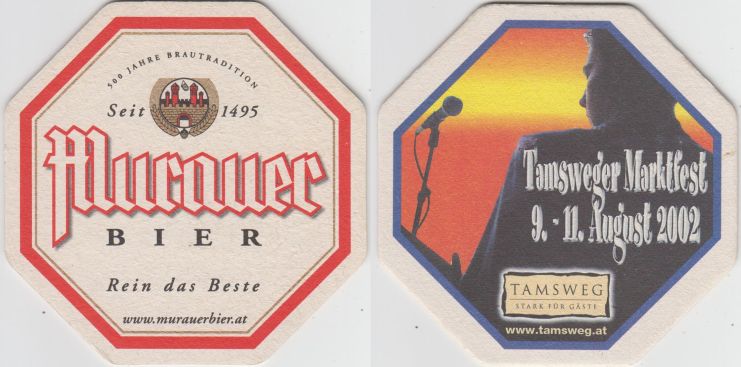 500 JAHRE BRAUTRADITION
Seit 1495
Murauer
BIER
Rein das Beste
www.murauerbier.at
Tamsweger Marktfest
9. - 11. August 2002
TAMSWEG
STARK FÜR GÄSTE
www.tamsweg.at